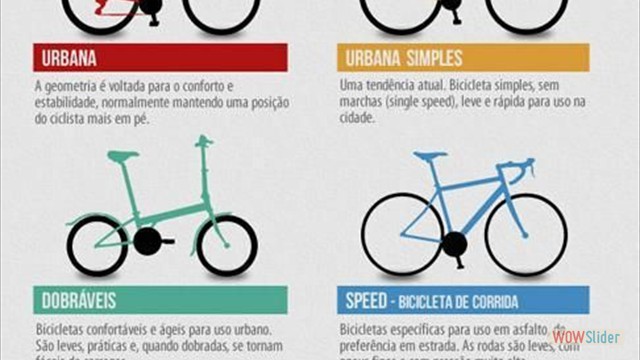 URBANA
A geometria é voltada para o conforto e
estabilidade, normalmente mantendo uma posição
do ciclista mais em pé.
URBANA SIMPLES
Uma tendência atual. Bicicleta simples, sem
marchas (single speed), leve e rápida para uso na
cidade.
DOBRÁVEIS
Bicicletas confortáveis e ágeis para uso urbano.
São leves, práticas e, quando dobradas, se tornam
SPEED - BICICLETA DE CORRIDA
Bicicletas específicas para uso em asfalto, de
preferência em estrada. As rodas são leves, com
WOWSlider